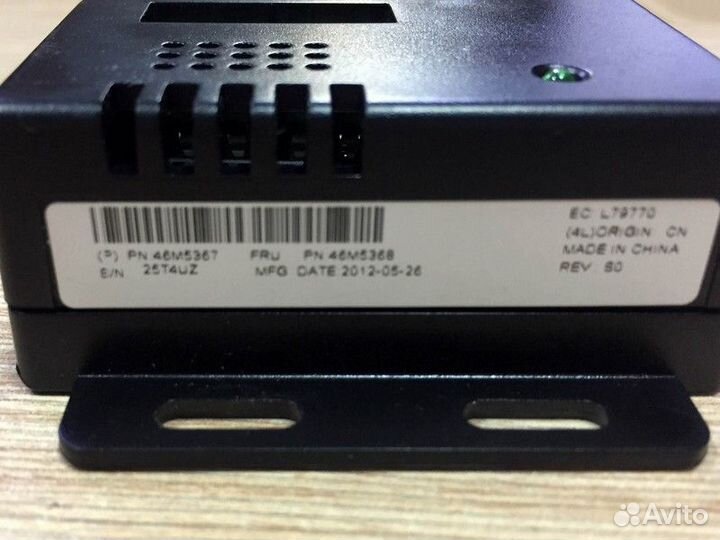 (P) PN 46M5367 FRU PN 46M5368
S/N 25T4UZ MFG DATE 2012-05-26
EC: L79770
(4L)ORIGIN: CN
MADE IN CHINA
REV: S0
Avito